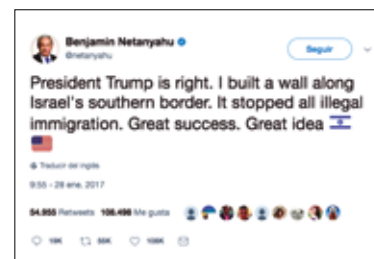 Benjamin Netanyahu
@netanyahu
Seguir
President Trump is right. I built a wall along
Israel's southern border. It stopped all illegal
immigration. Great success. Great idea 🇮🇱
🇺🇸
Traducir del inglés
9:55 - 28 ene. 2017
54.955 Retweets 108.498 Me gusta
19K 55K 108K